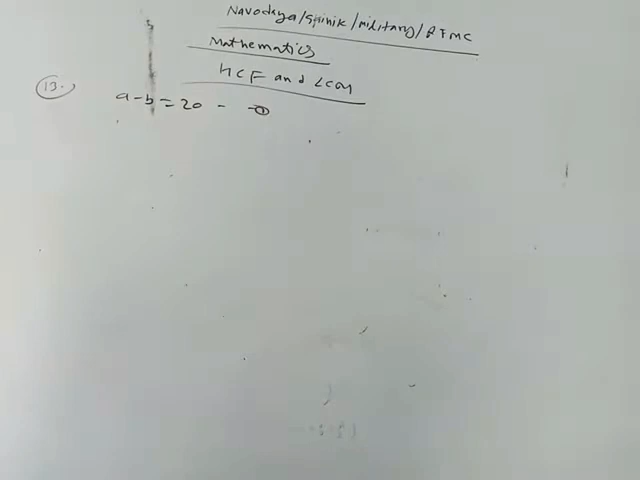 Navodaya/Sainik/military/RIMC
Mathematics
HCF and LCM
13.
a-b=20 - ①